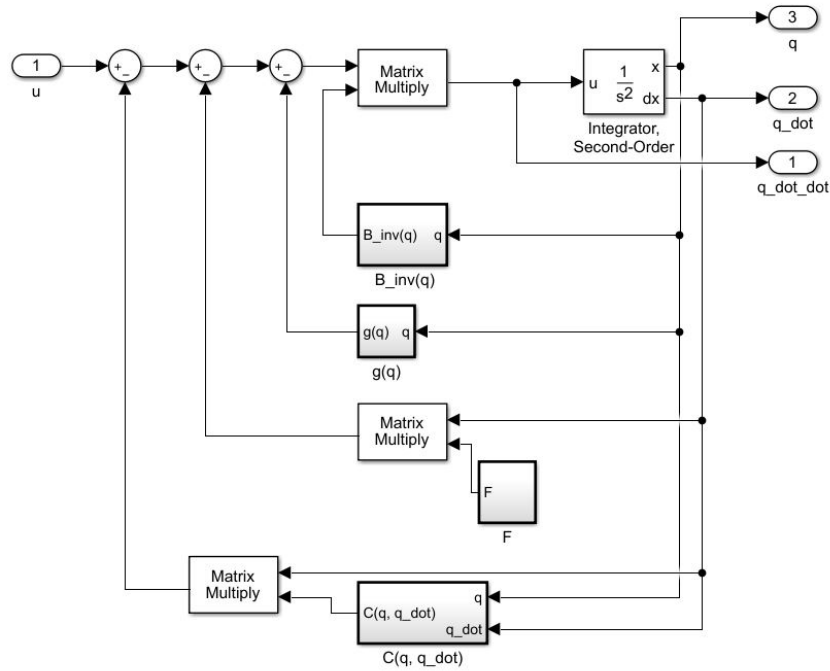 1
u
+
−
+
−
+
−
Matrix
Multiply
u
1
s²
x
dx
Integrator,
Second-Order
3
q
2
q_dot
1
q_dot_dot
B_inv(q)
q
B_inv(q)
g(q)
q
g(q)
Matrix
Multiply
F
F
Matrix
Multiply
C(q, q_dot)
q
q_dot
C(q, q_dot)